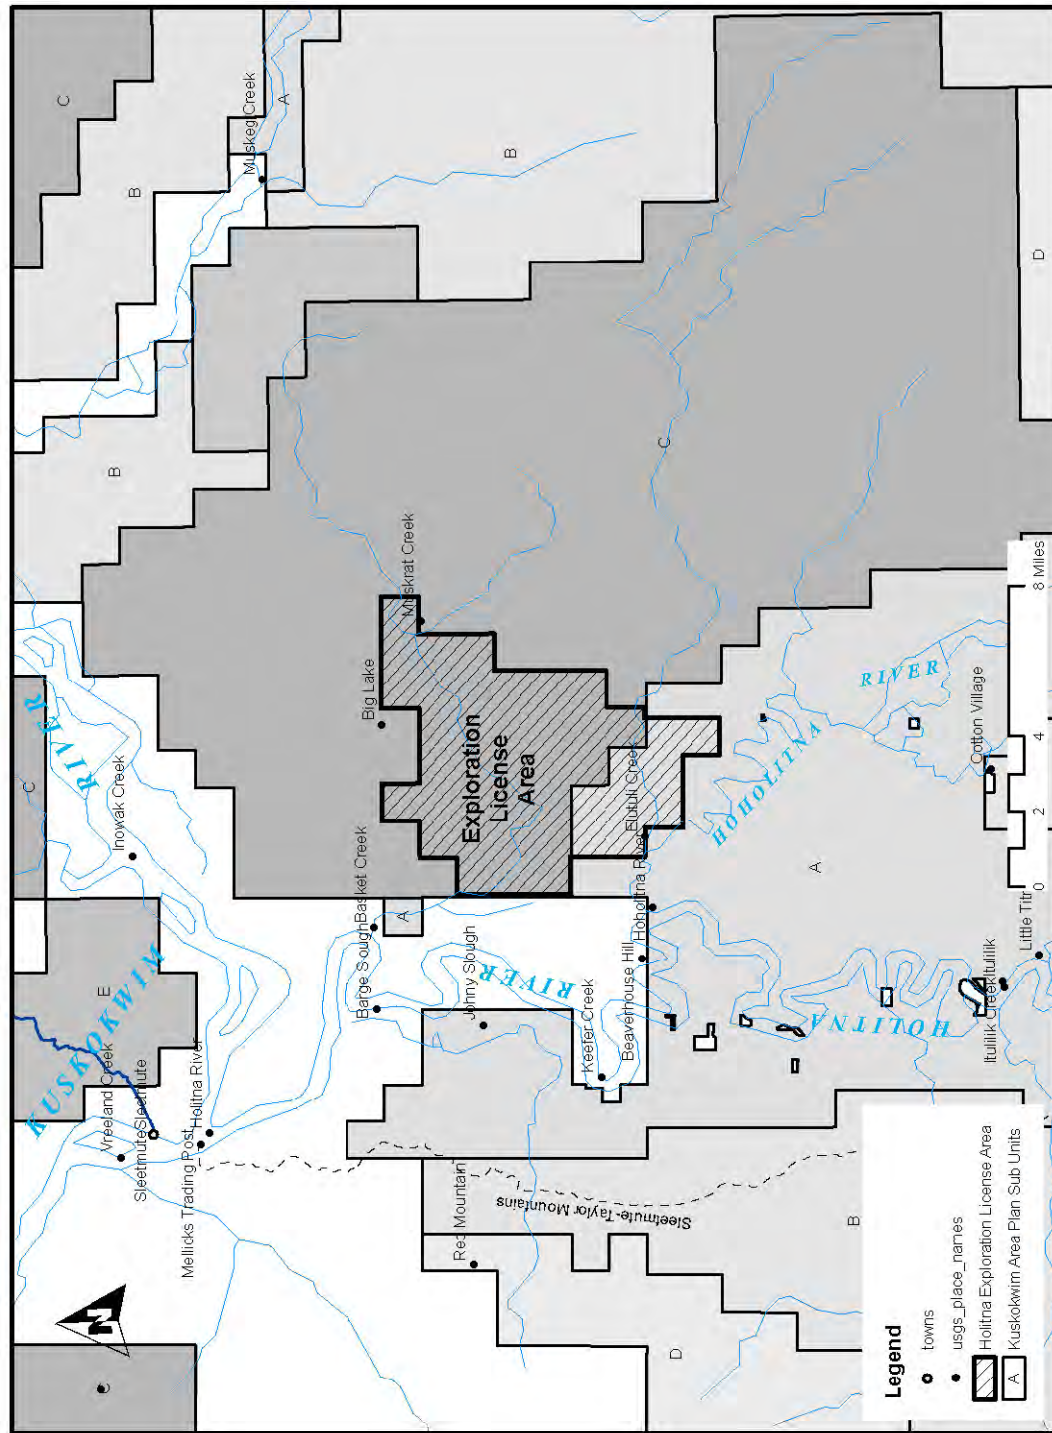 KUSKOKWIM
RIVER
C
C
E
C
B
B
C
Vreeland Creek
Sleetmute
Sleetmute
Holitna River
Mellicks Trading Post
Inowak Creek
Muskeg Creek
A
B
Barge Slough
Basket Creek
A
Big Lake
Muskrat Creek
Red Mountain
Johny Slough
RIVER
Exploration
License
Area
Sleetmute-Taylor Mountains
Keefer Creek
Beaverhouse Hill
Hoholitna River
Elutuli Creek
C
HOHOLITNA
RIVER
D
B
A
HOLITNA
Itulilik Creek
Itulilik
Little Titr
Cotton Village
D
N
Legend
towns
usgs_place_names
Holitna Exploration License Area
A Kuskokwim Area Plan Sub Units
0 2 4 8 Miles